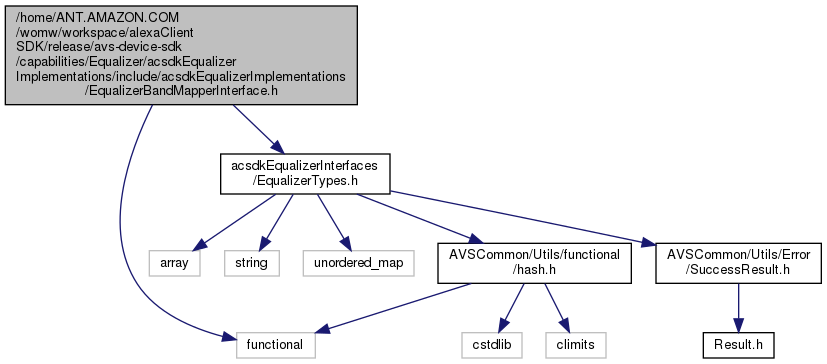 /home/ANT.AMAZON.COM
/womw/workspace/alexaClient
SDK/release/avs-device-sdk
/capabilities/Equalizer/acsdkEqualizer
Implementations/include/acsdkEqualizerImplementations
/EqualizerBandMapperInterface.h
acsdkEqualizerInterfaces
/EqualizerTypes.h
array
string
unordered_map
AVSCommon/Utils/functional
/hash.h
AVSCommon/Utils/Error
/SuccessResult.h
functional
cstdlib
climits
Result.h